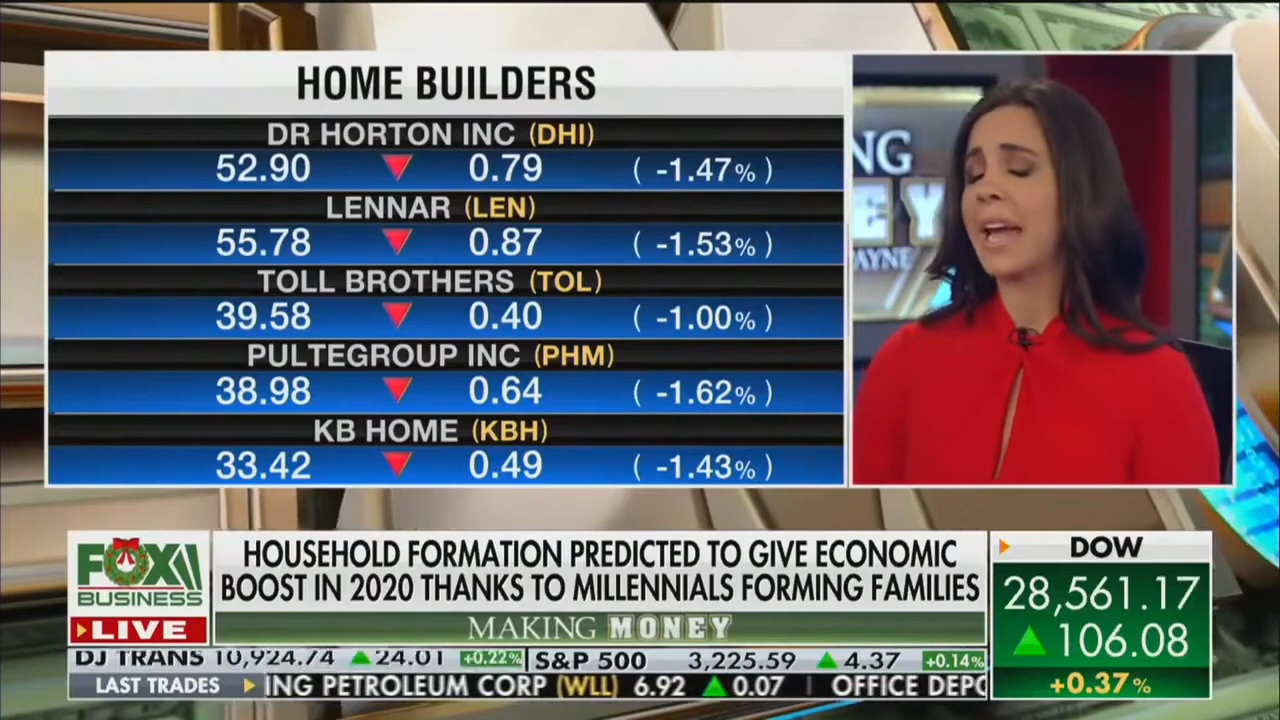 HOME BUILDERS
DR HORTON INC (DHI)
52.90 ▼ 0.79 ( -1.47% )
LENNAR (LEN)
55.78 ▼ 0.87 ( -1.53% )
TOLL BROTHERS (TOL)
39.58 ▼ 0.40 ( -1.00% )
PULTEGROUP INC (PHM)
38.98 ▼ 0.64 ( -1.62% )
KB HOME (KBH)
33.42 ▼ 0.49 ( -1.43% )
NG
EY
AYNE
FOX
BUSINESS
LIVE
HOUSEHOLD FORMATION PREDICTED TO GIVE ECONOMIC
BOOST IN 2020 THANKS TO MILLENNIALS FORMING FAMILIES
MAKING MONEY
DOW
28,561.17
▲ 106.08
+0.37%
DJ TRANS 10,924.74 ▲ 24.01 +0.22% S&P 500 3,225.59 ▲ 4.37 +0.14%
LAST TRADES ING PETROLEUM CORP (WLL) 6.92 ▲ 0.07 | OFFICE DEPO